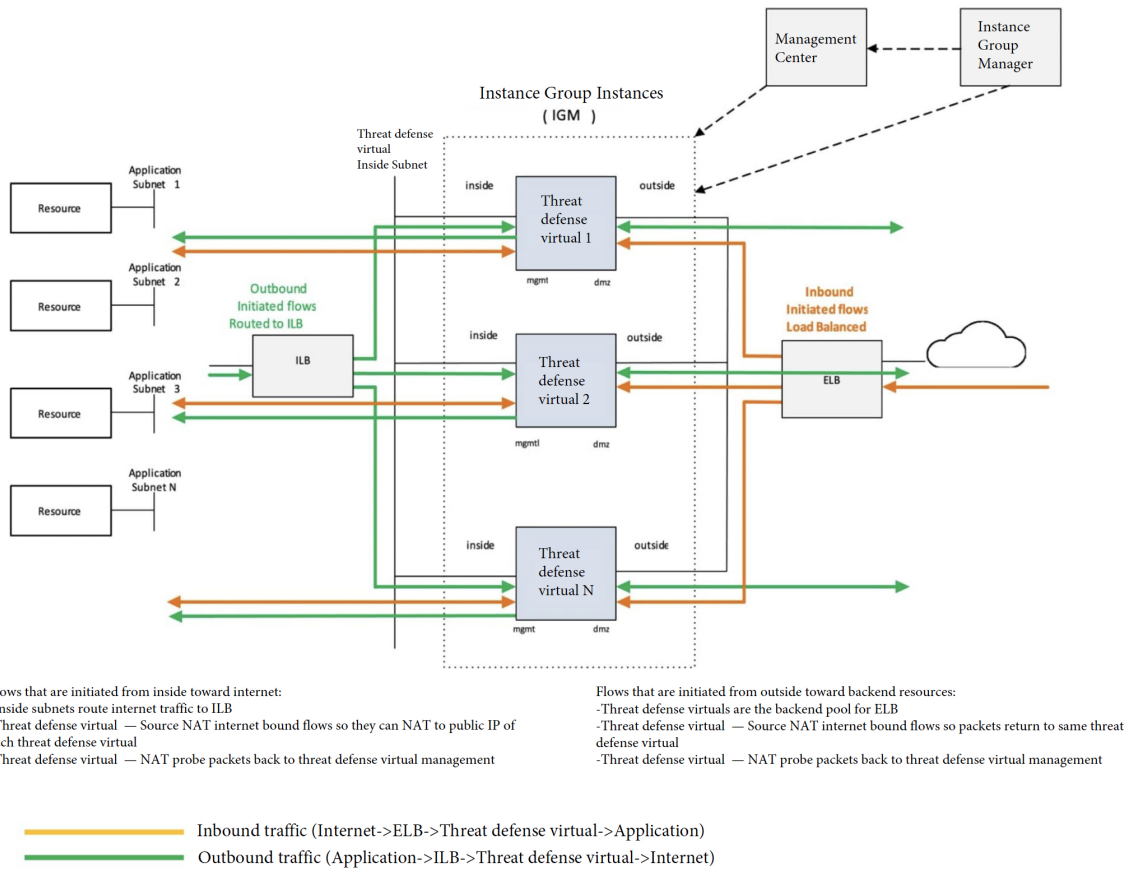 Management
Center
Instance
Group
Manager
Instance Group Instances
( IGM )
Threat defense
virtual
Inside Subnet
Application
Subnet 1
Resource
inside
outside
Threat
defense
virtual 1
mgmt
dmz
Application
Subnet 2
Resource
Outbound
Initiated flows
Routed to ILB
ILB
inside
outside
Threat
defense
virtual 2
mgmtl
dmz
Inbound
Initiated flows
Load Balanced
ELB
Application
Subnet 3
Resource
Application
Subnet N
Resource
inside
outside
Threat
defense
virtual N
mgmt
dmz
ows that are initiated from inside toward internet:
nside subnets route internet traffic to ILB
Threat defense virtual — Source NAT internet bound flows so they can NAT to public IP of
ch threat defense virtual
Threat defense virtual — NAT probe packets back to threat defense virtual management
Flows that are initiated from outside toward backend resources:
-Threat defense virtuals are the backend pool for ELB
-Threat defense virtual — Source NAT internet bound flows so packets return to same threat
defense virtual
-Threat defense virtual — NAT probe packets back to threat defense virtual management
Inbound traffic (Internet->ELB->Threat defense virtual->Application)
Outbound traffic (Application->ILB->Threat defense virtual->Internet)